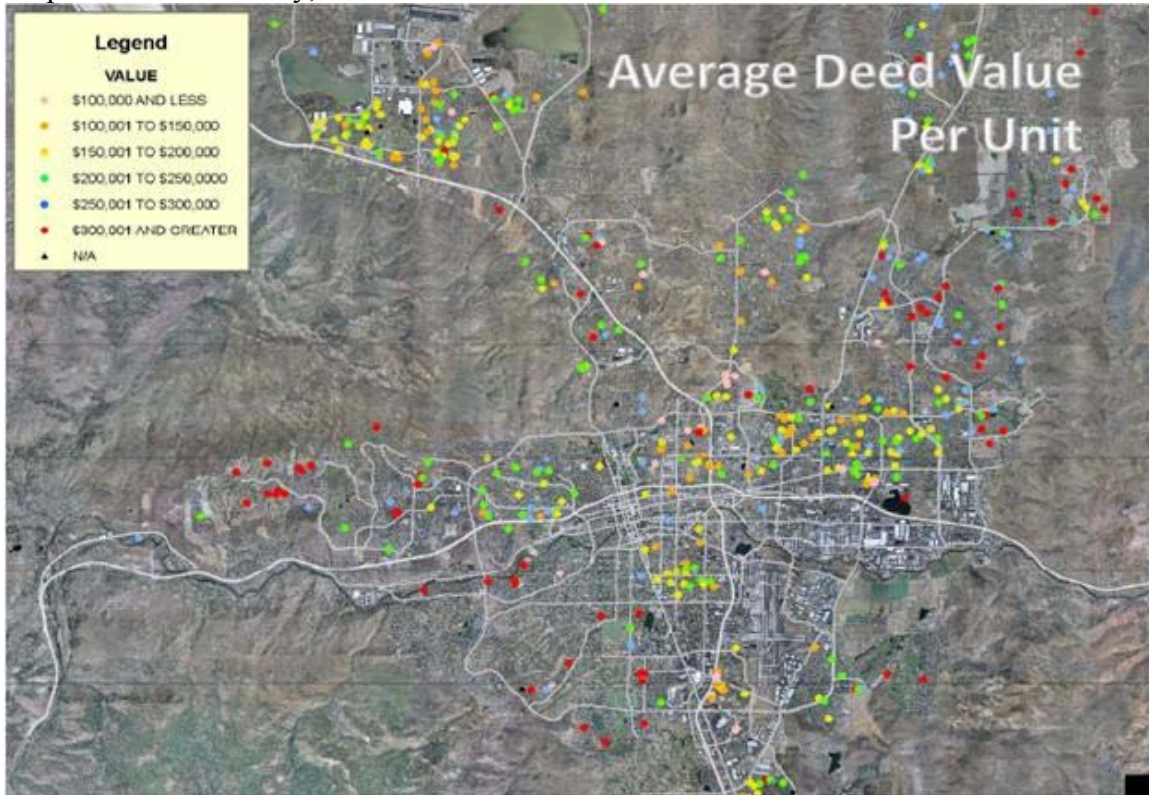 Legend
VALUE
$100,000 AND LESS
$100,001 TO $150,000
$150,001 TO $200,000
$200,001 TO $250,0000
$250,001 TO $300,000
$300,001 AND GREATER
N/A
Average Deed Value
Per Unit